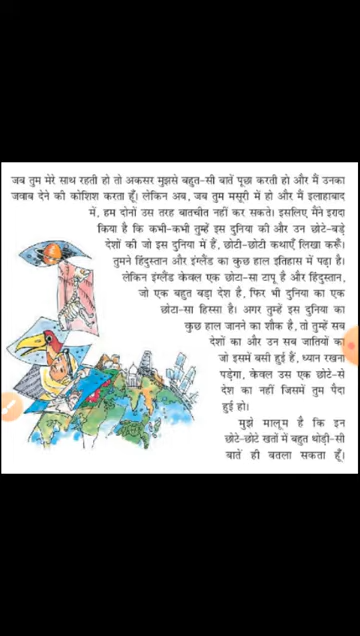 जब तुम मेरे साथ रहती हो तो अकसर मुझसे बहुत-सी बातें पूछा करती हो और मैं उनका
जवाब देने की कोशिश करता हूँ। लेकिन अब, जब तुम मसूरी में हो और मैं इलाहाबाद
में, हम दोनों उस तरह बातचीत नहीं कर सकते। इसलिए मैंने इरादा
किया है कि कभी-कभी तुम्हें इस दुनिया की और उन छोटे-बड़े
देशों की जो इस दुनिया में हैं, छोटी-छोटी कथाएँ लिखा करूँ।
तुमने हिंदुस्तान और इंग्लैंड का कुछ हाल इतिहास में पढ़ा है।
लेकिन इंग्लैंड केवल एक छोटा-सा टापू है और हिंदुस्तान,
जो एक बहुत बड़ा देश है, फिर भी दुनिया का एक
छोटा-सा हिस्सा है। अगर तुम्हें इस दुनिया का
कुछ हाल जानने का शौक है, तो तुम्हें सब
देशों का और उन सब जातियों का
जो इसमें बसी हुई हैं, ध्यान रखना
पड़ेगा, केवल उस एक छोटे-से
देश का नहीं जिसमें तुम पैदा
हुई हो।
मुझे मालूम है कि इन
छोटे-छोटे खतों में बहुत थोड़ी-सी
बातें ही बतला सकता हूँ।